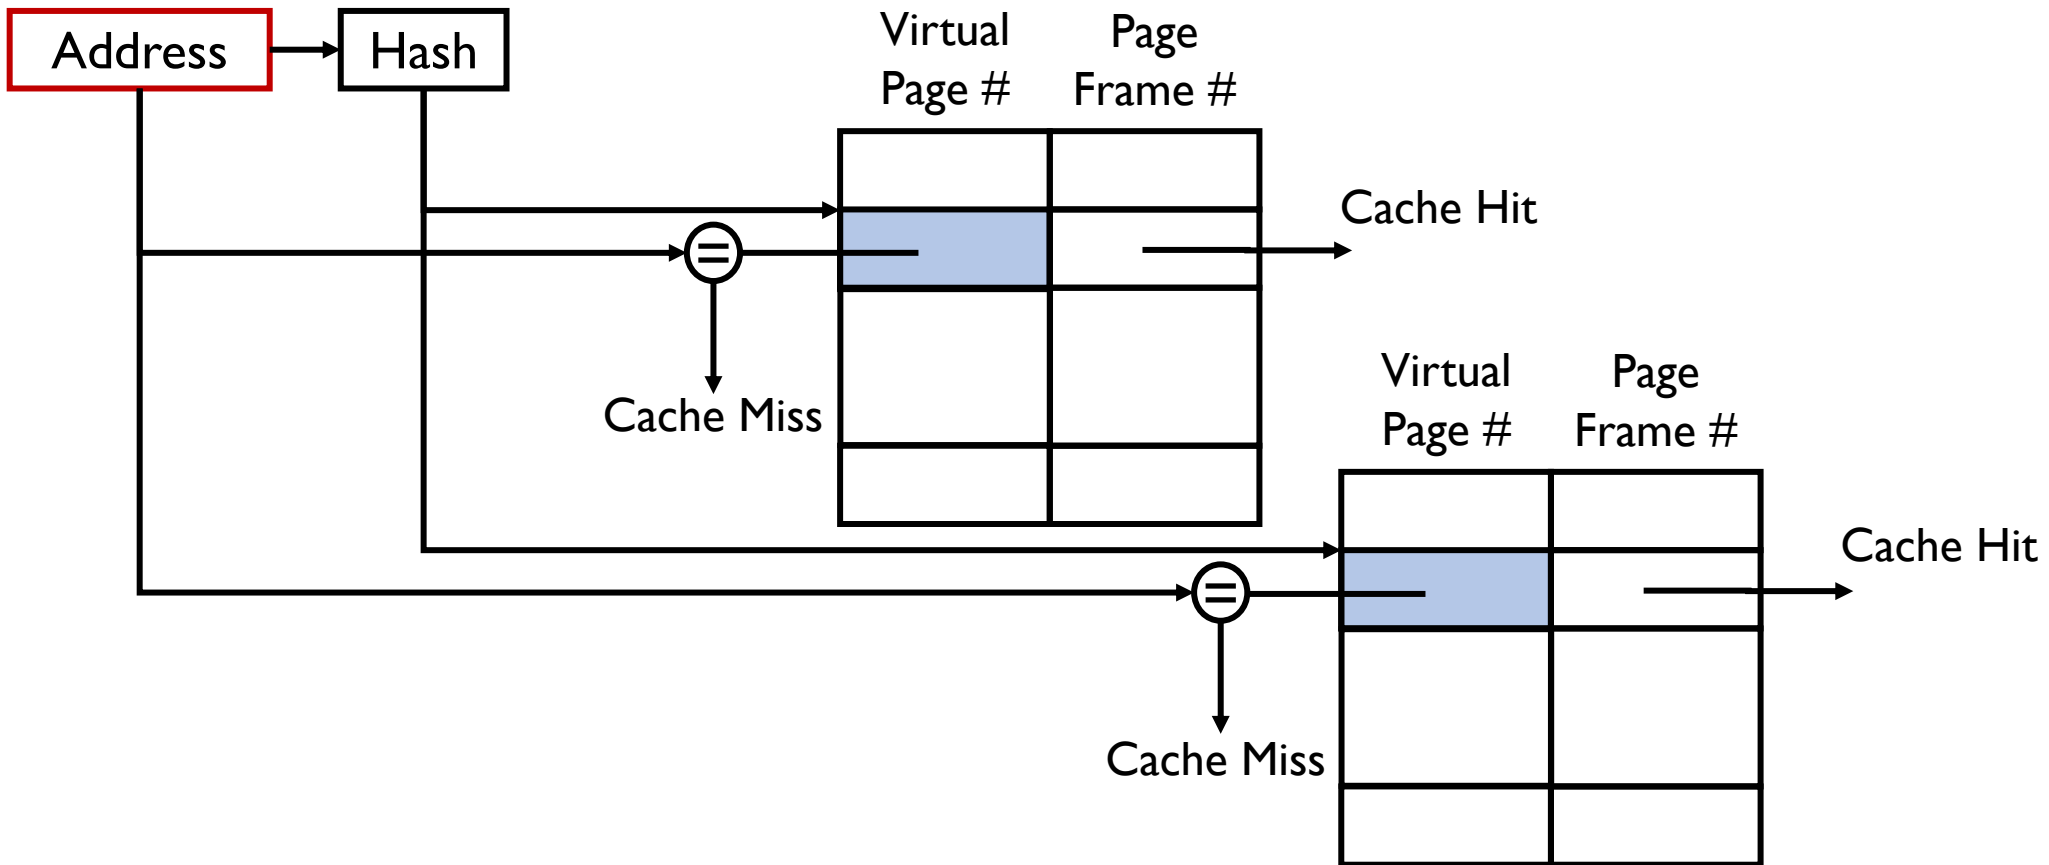 Address
Hash
Virtual
Page #
Page
Frame #
Cache Hit
=
Cache Miss
Virtual
Page #
Page
Frame #
Cache Hit
=
Cache Miss